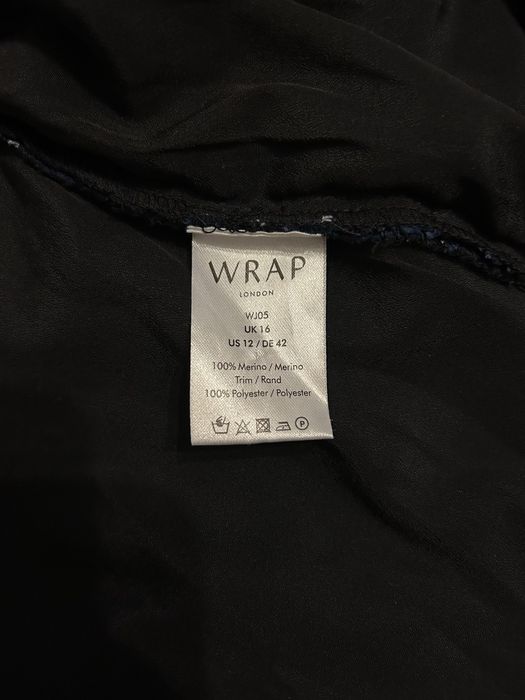 WRAP
LONDON
WJ05
UK 16
US 12 / DE 42
100% Merino / Merino
Trim / Rand
100% Polyester / Polyester
P